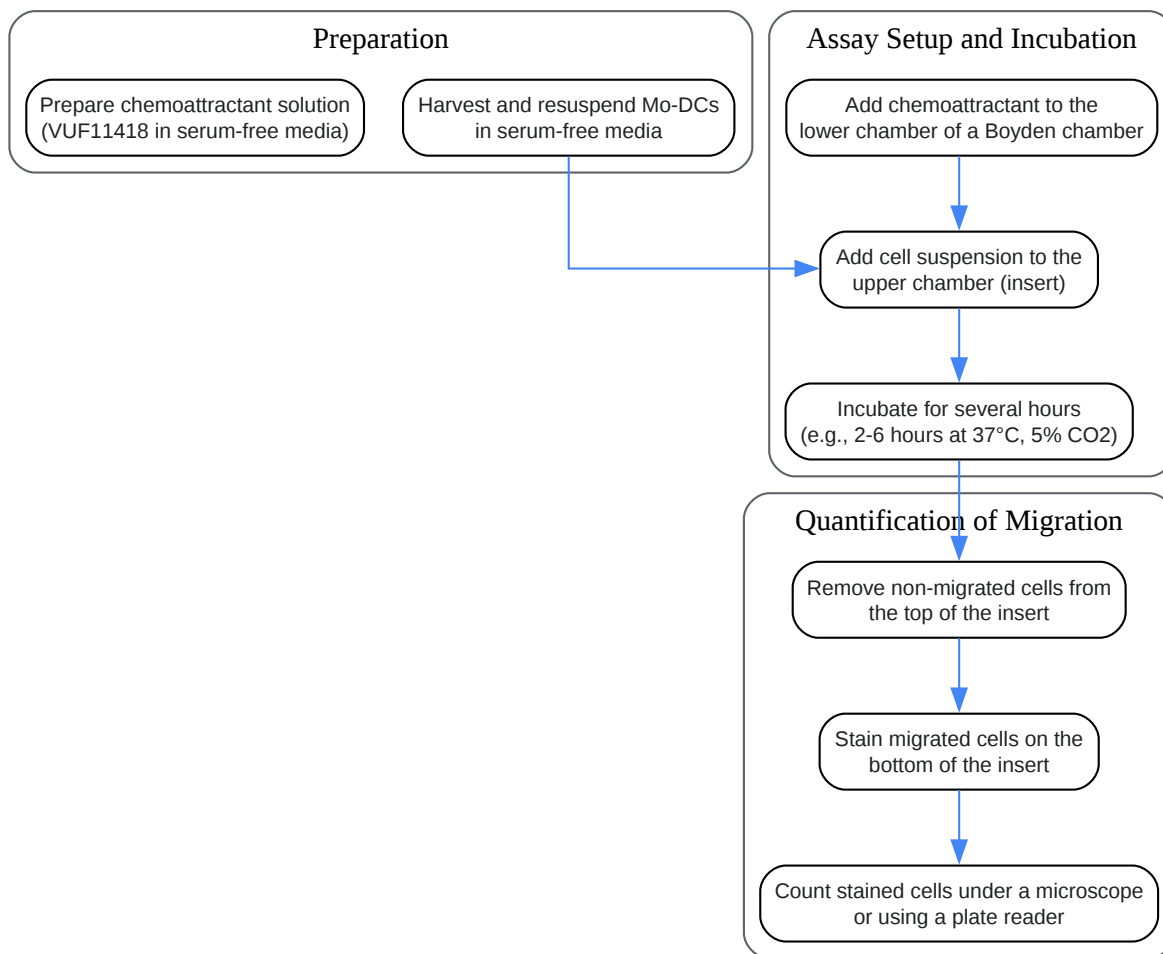 Preparation
Prepare chemoattractant solution
(VUF11418 in serum-free media)
Harvest and resuspend Mo-DCs
in serum-free media
Assay Setup and Incubation
Add chemoattractant to the
lower chamber of a Boyden chamber
Add cell suspension to the
upper chamber (insert)
Incubate for several hours
(e.g., 2-6 hours at 37°C, 5% CO2)
Quantification of Migration
Remove non-migrated cells from
the top of the insert
Stain migrated cells on the
bottom of the insert
Count stained cells under a microscope
or using a plate reader